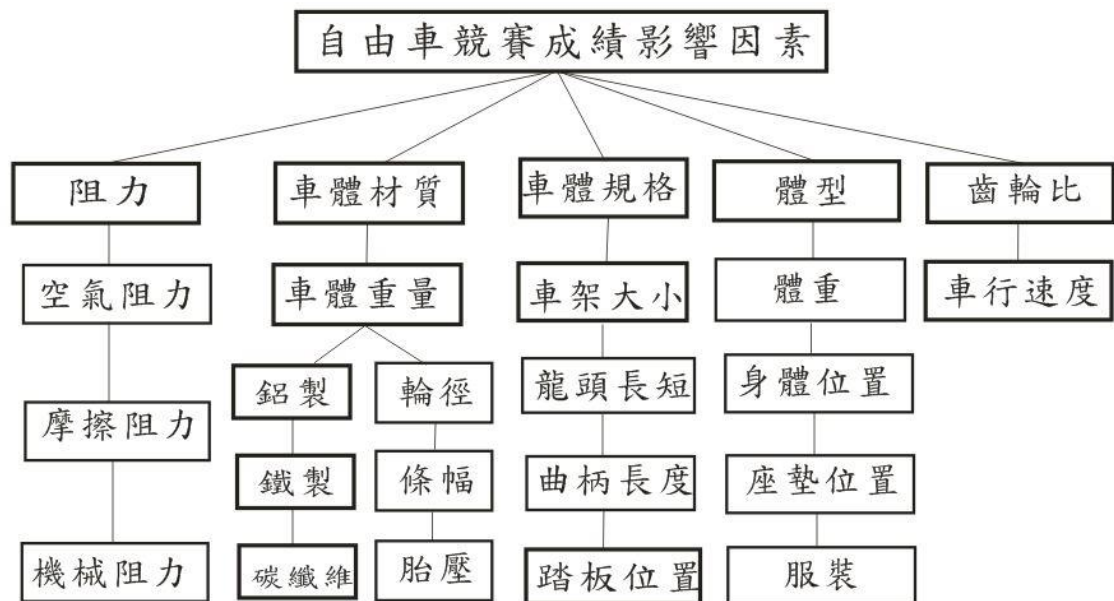 自由車競賽成績影響因素
阻力
車體材質
車體規格
體型
齒輪比
空氣阻力
車體重量
車架大小
體重
車行速度
鋁製
輪徑
龍頭長短
身體位置
摩擦阻力
鐵製
條幅
曲柄長度
座墊位置
機械阻力
碳纖維
胎壓
踏板位置
服裝